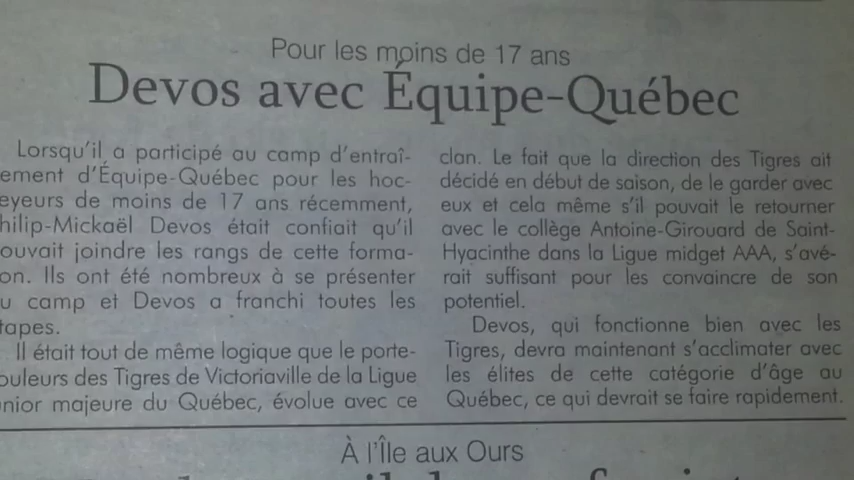 Pour les moins de 17 ans
Devos avec Équipe-Québec
Lorsqu'il a participé au camp d'entraî-
ement d'Équipe-Québec pour les hoc-
eyeurs de moins de 17 ans récemment,
hilip-Mickaël Devos était confiait qu'il
ouvait joindre les rangs de cette forma-
on. Ils ont été nombreux à se présenter
u camp et Devos a franchi toutes les
tapes.
Il était tout de même logique que le porte-
ouleurs des Tigres de Victoriaville de la Ligue
unior majeure du Québec, évolue avec ce
clan. Le fait que la direction des Tigres ait
décidé en début de saison, de le garder avec
eux et cela même s'il pouvait le retourner
avec le collège Antoine-Girouard de Saint-
Hyacinthe dans la Ligue midget AAA, s'avé-
rait suffisant pour les convaincre de son
potentiel.
Devos, qui fonctionne bien avec les
Tigres, devra maintenant s'acclimater avec
les élites de cette catégorie d'âge au
Québec, ce qui devrait se faire rapidement.
À l'Île aux Ours